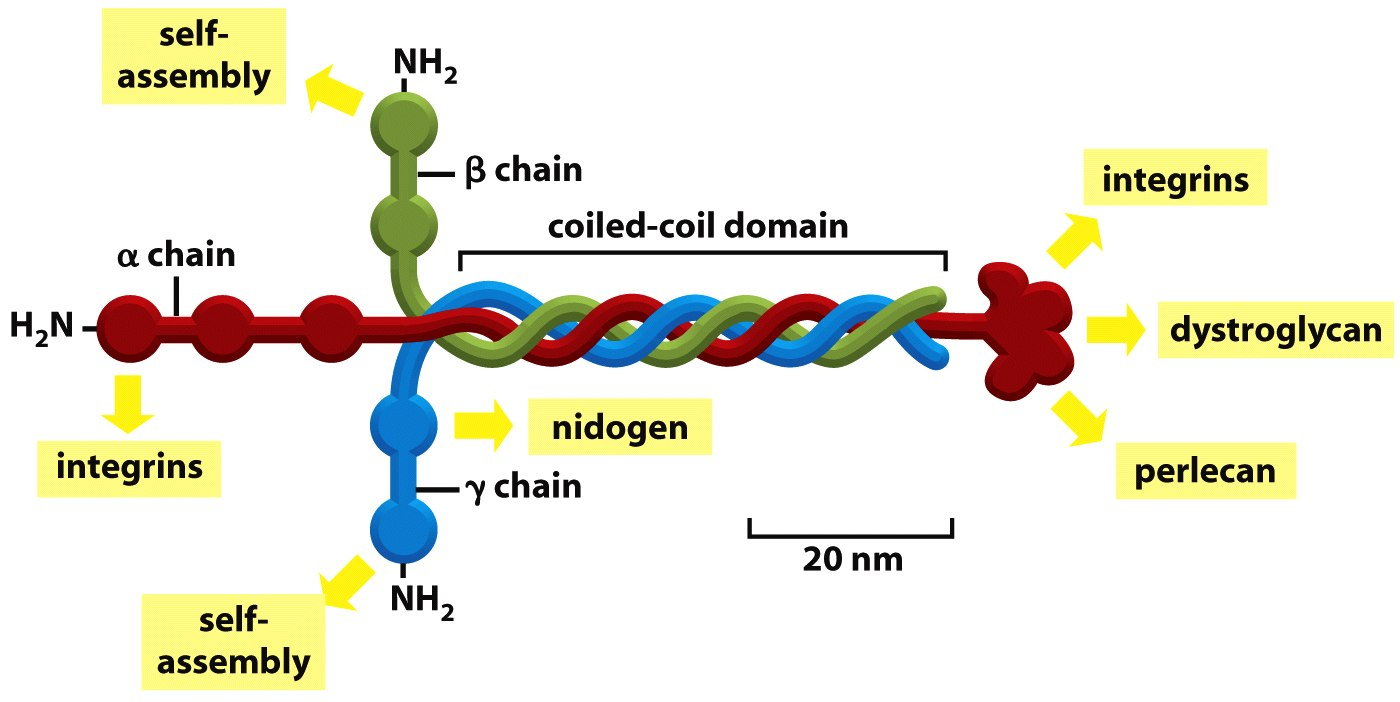 self-
assembly
NH₂
β chain
integrins
coiled-coil domain
α chain
H₂N
dystroglycan
nidogen
integrins
perlecan
γ chain
20 nm
NH₂
self-
assembly